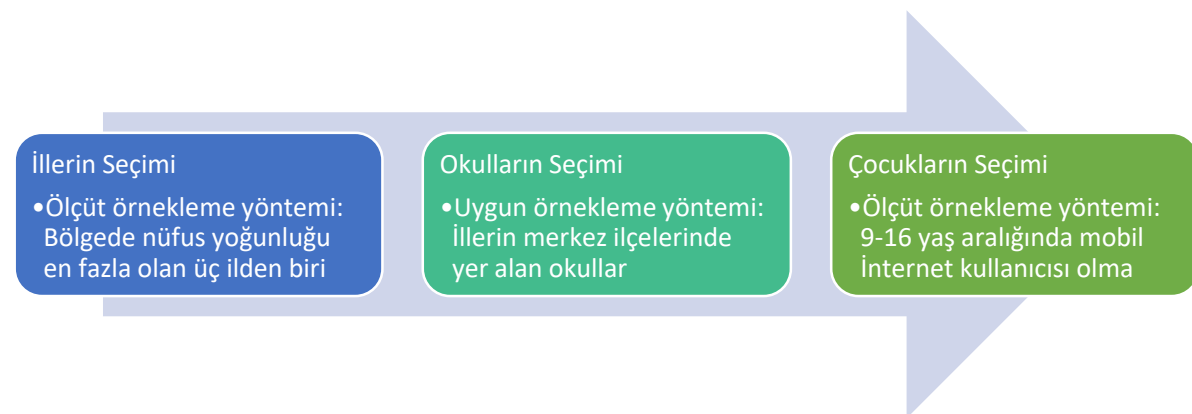 İllerin Seçimi
•Ölçüt örnekleme yöntemi:
Bölgede nüfus yoğunluğu
en fazla olan üç ilden biri
Okulların Seçimi
•Uygun örnekleme yöntemi:
İllerin merkez ilçelerinde
yer alan okullar
Çocukların Seçimi
•Ölçüt örnekleme yöntemi:
9-16 yaş aralığında mobil
İnternet kullanıcısı olma